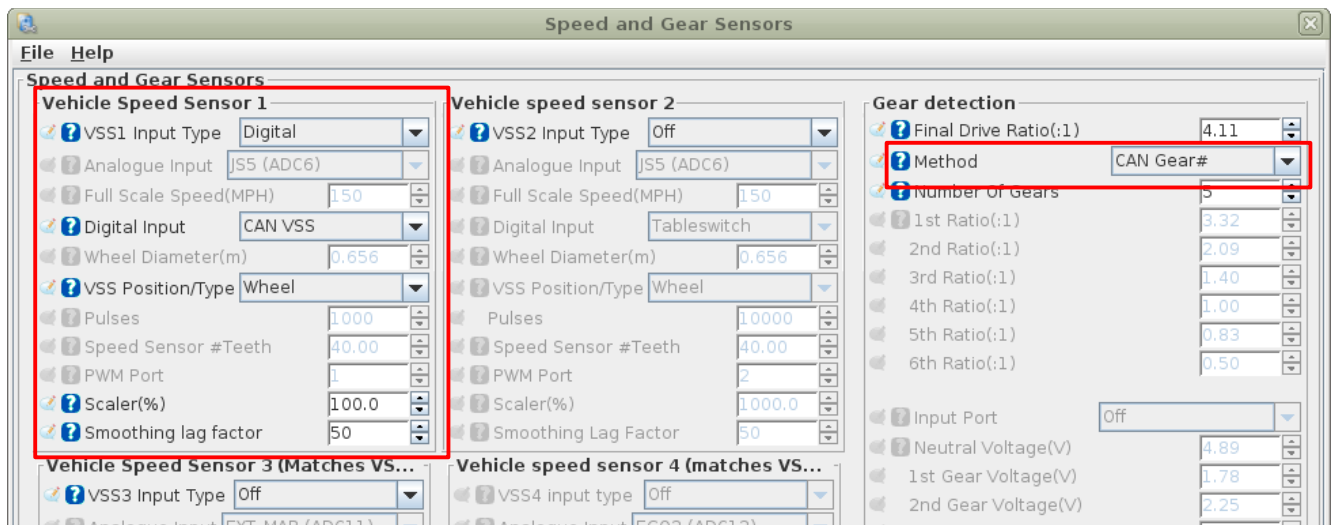 Speed and Gear Sensors
File Help
Speed and Gear Sensors
Vehicle Speed Sensor 1
VSS1 Input Type Digital
Analogue Input JS5 (ADC6)
Full Scale Speed(MPH) 150
Digital Input CAN VSS
Wheel Diameter(m) 0.656
VSS Position/Type Wheel
Pulses 1000
Speed Sensor #Teeth 40.00
PWM Port 1
Scaler(%) 100.0
Smoothing lag factor 50
Vehicle speed sensor 2
VSS2 Input Type Off
Analogue Input JS5 (ADC6)
Full Scale Speed(MPH) 150
Digital Input Tableswitch
Wheel Diameter(m) 0.656
VSS Position/Type Wheel
Pulses 10000
Speed Sensor #Teeth 40.00
PWM Port 2
Scaler(%) 1000.0
Smoothing Lag Factor 50
Gear detection
Final Drive Ratio(:1) 4.11
Method CAN Gear#
Number Of Gears 5
1st Ratio(:1) 3.32
2nd Ratio(:1) 2.09
3rd Ratio(:1) 1.40
4th Ratio(:1) 1.00
5th Ratio(:1) 0.83
6th Ratio(:1) 0.50
Input Port Off
Neutral Voltage(V) 4.89
1st Gear Voltage(V) 1.78
2nd Gear Voltage(V) 2.25
Vehicle Speed Sensor 3 (Matches VS...
VSS3 Input Type Off
Analogue Input EXT-MAP (ADC11)
Vehicle speed sensor 4 (matches VS...
VSS4 input type Off
Analogue Input EGO2 (ADC12)